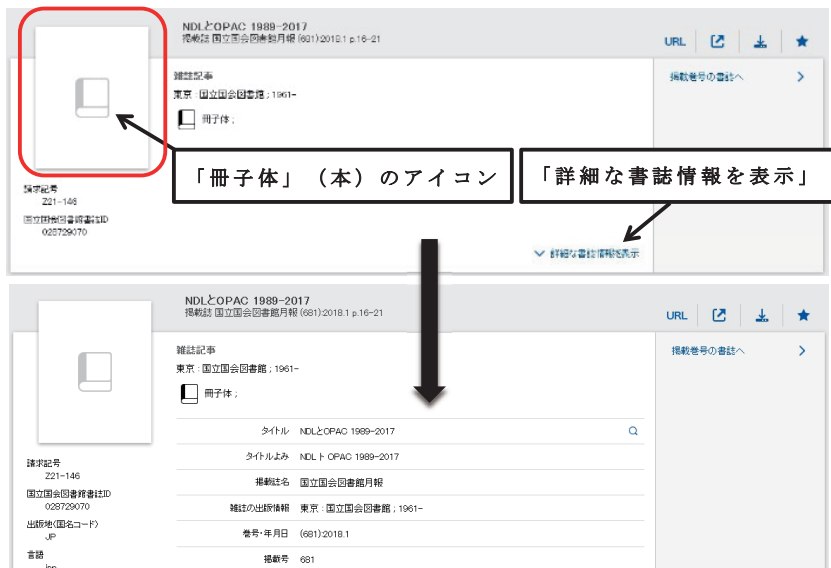 NDLとOPAC 1989-2017
掲載誌 国立国会図書館月報 (681):2018.1 p.16-21
URL
雑誌記事
東京 : 国立国会図書館 ; 1961-
冊子体 ;
掲載巻号の書誌へ
「冊子体」（本）のアイコン
「詳細な書誌情報を表示」
請求記号
Z21-146
国立国会図書館書誌ID
028729070
詳細な書誌情報を表示
NDLとOPAC 1989-2017
掲載誌 国立国会図書館月報 (681):2018.1 p.16-21
URL
雑誌記事
東京 : 国立国会図書館 ; 1961-
冊子体 ;
掲載巻号の書誌へ
タイトル NDLとOPAC 1989-2017
タイトルよみ NDL ト OPAC 1989-2017
掲載誌名 国立国会図書館月報
雑誌の出版情報 東京 : 国立国会図書館 ; 1961-
巻号・年月日 (681):2018.1
掲載号 681
請求記号
Z21-146
国立国会図書館書誌ID
028729070
出版地(国名コード)
JP
言語
jpn